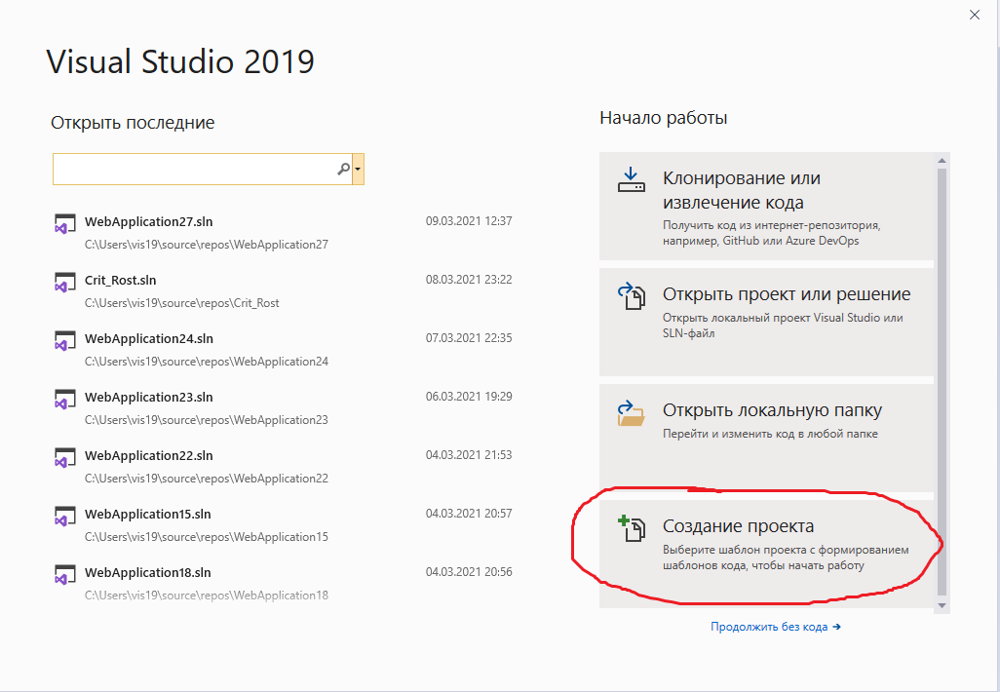 Visual Studio 2019
Открыть последние
WebApplication27.sln
09.03.2021 12:37
C:\Users\vis19\source\repos\WebApplication27
Crit_Rost.sln
08.03.2021 23:22
C:\Users\vis19\source\repos\Crit_Rost
WebApplication24.sln
07.03.2021 22:35
C:\Users\vis19\source\repos\WebApplication24
WebApplication23.sln
06.03.2021 19:29
C:\Users\vis19\source\repos\WebApplication23
WebApplication22.sln
04.03.2021 21:53
C:\Users\vis19\source\repos\WebApplication22
WebApplication15.sln
04.03.2021 20:57
C:\Users\vis19\source\repos\WebApplication15
WebApplication18.sln
04.03.2021 20:56
C:\Users\vis19\source\repos\WebApplication18
Начало работы
Клонирование или
извлечение кода
Получить код из интернет-репозитория,
например, GitHub или Azure DevOps
Открыть проект или решение
Открыть локальный проект Visual Studio или
SLN-файл
Открыть локальную папку
Перейти и изменить код в любой папке
Создание проекта
Выберите шаблон проекта с формированием
шаблонов кода, чтобы начать работу
Продолжить без кода →